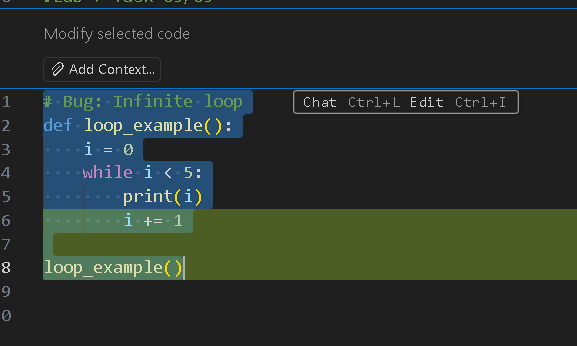 Modify selected code
Add Context...
1 # Bug: Infinite loop
Chat Ctrl+L Edit Ctrl+I
2 def loop_example():
3     i = 0
4     while i < 5:
5         print(i)
6         i += 1
7
8 loop_example()
9
0